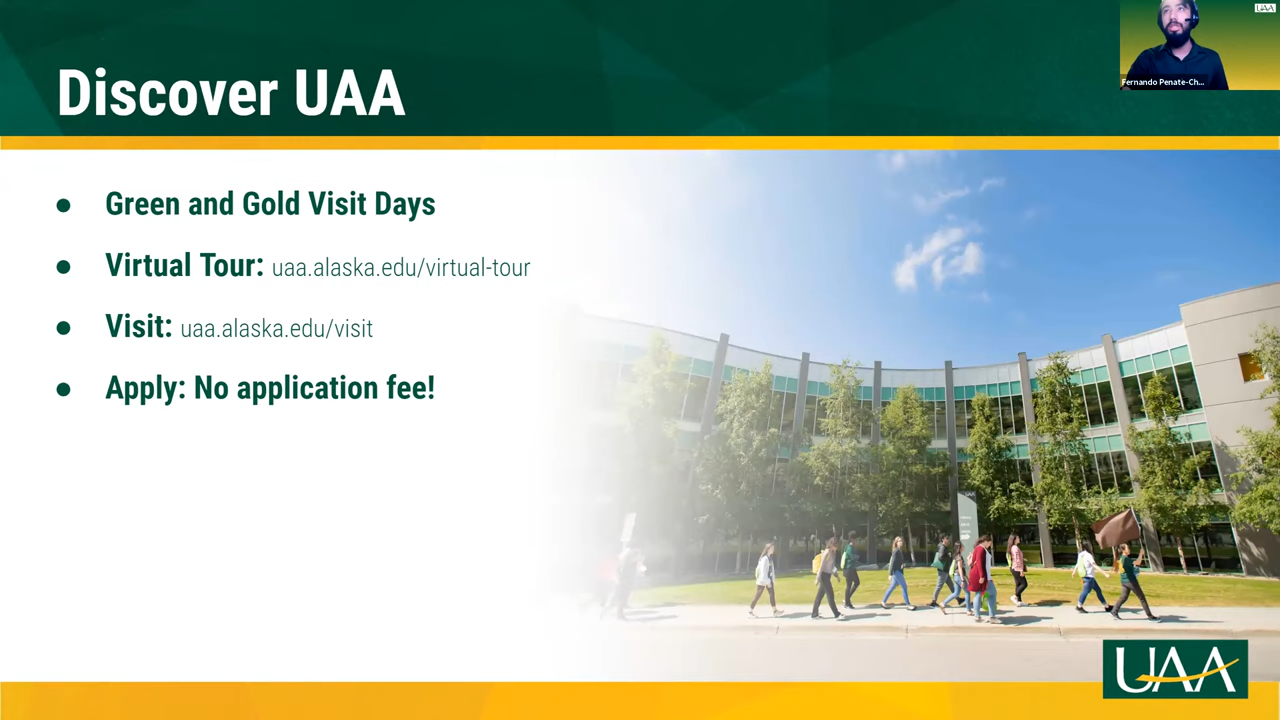 UAA
Fernando Penate-Ch...
Discover UAA
● Green and Gold Visit Days
● Virtual Tour: uaa.alaska.edu/virtual-tour
● Visit: uaa.alaska.edu/visit
● Apply: No application fee!
UAA